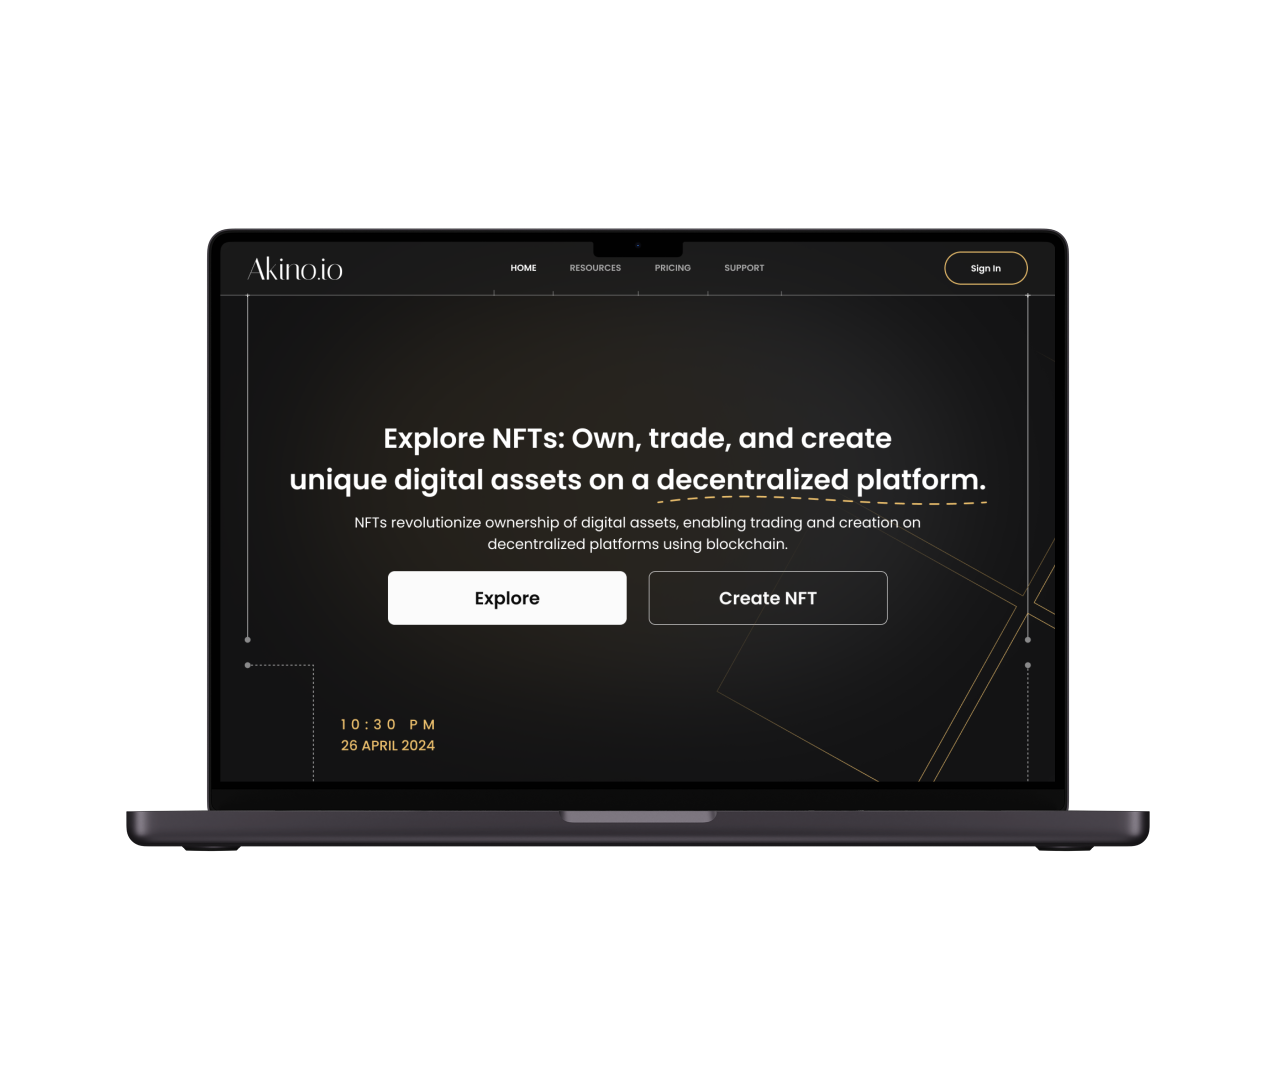 Akino.io
HOME RESOURCES PRICING SUPPORT
Sign In
Explore NFTs: Own, trade, and create
unique digital assets on a decentralized platform.
NFTs revolutionize ownership of digital assets, enabling trading and creation on
decentralized platforms using blockchain.
Explore
Create NFT
10:30 PM
26 APRIL 2024